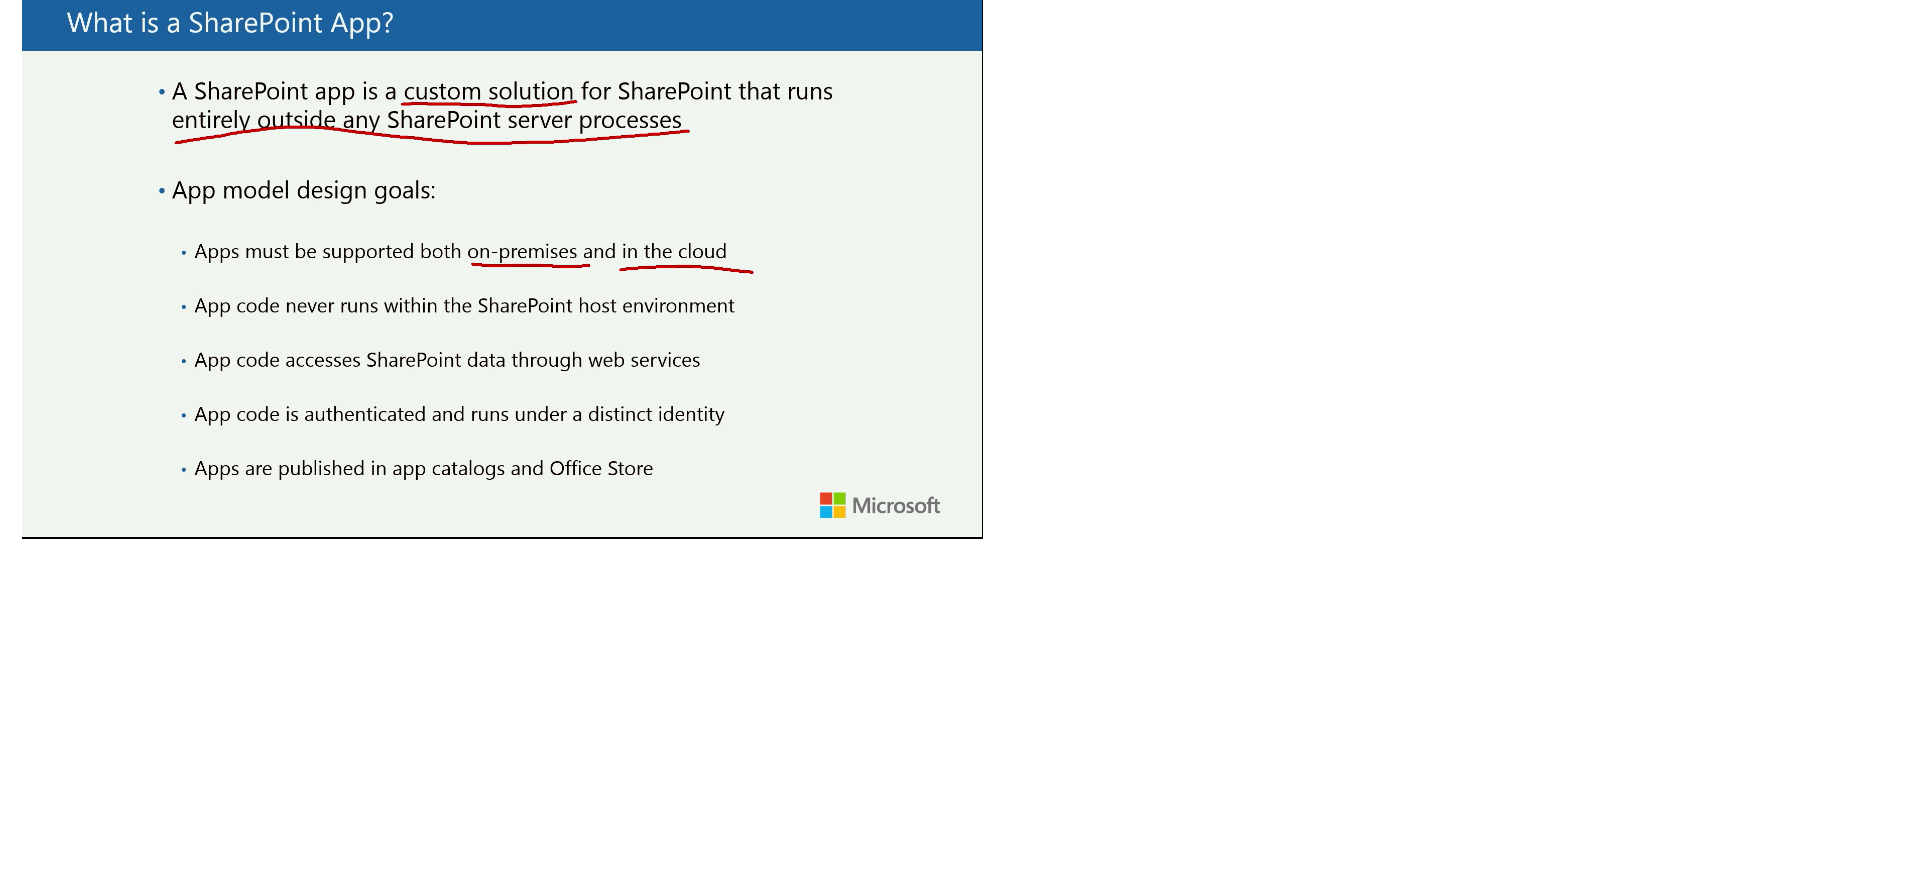 What is a SharePoint App?
• A SharePoint app is a custom solution for SharePoint that runs
entirely outside any SharePoint server processes
• App model design goals:
• Apps must be supported both on-premises and in the cloud
• App code never runs within the SharePoint host environment
• App code accesses SharePoint data through web services
• App code is authenticated and runs under a distinct identity
• Apps are published in app catalogs and Office Store
Microsoft